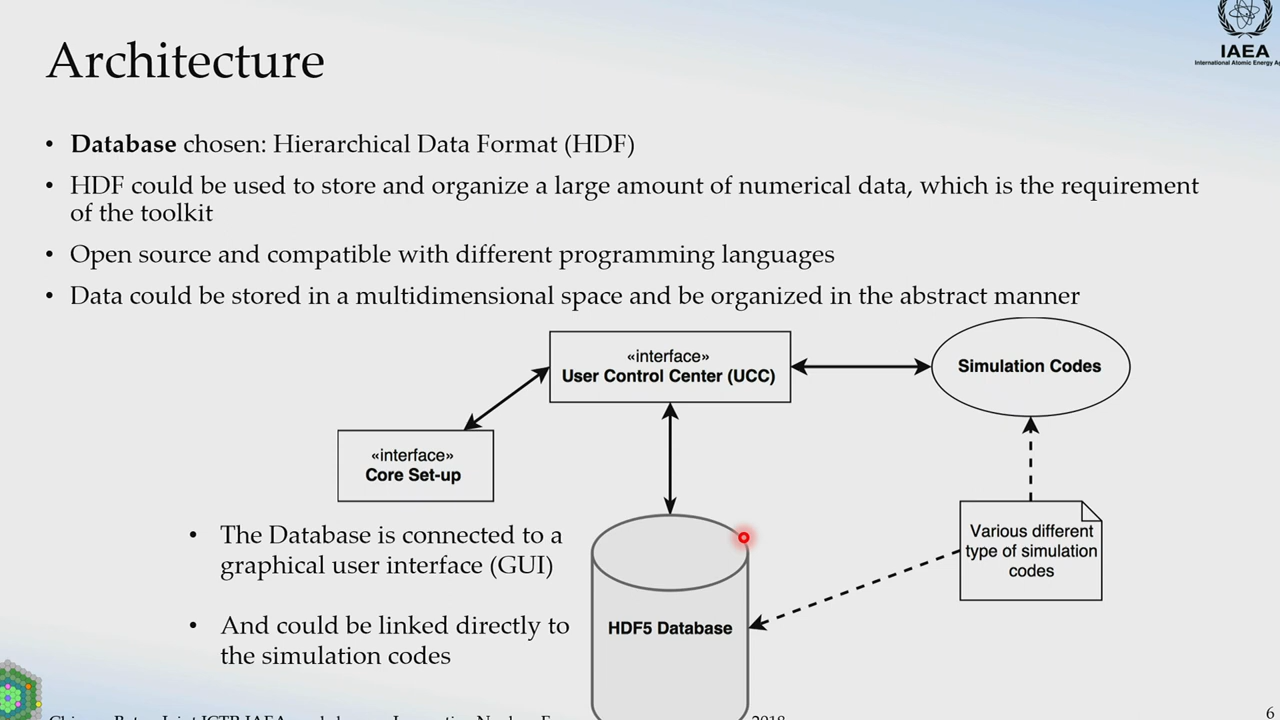 IAEA
International Atomic Energy
Architecture
• Database chosen: Hierarchical Data Format (HDF)
• HDF could be used to store and organize a large amount of numerical data, which is the requirement
of the toolkit
• Open source and compatible with different programming languages
• Data could be stored in a multidimensional space and be organized in the abstract manner
«interface»
User Control Center (UCC)
Simulation Codes
«interface»
Core Set-up
Various different
type of simulation
codes
• The Database is connected to a
graphical user interface (GUI)
• And could be linked directly to
the simulation codes
HDF5 Database
2018
6